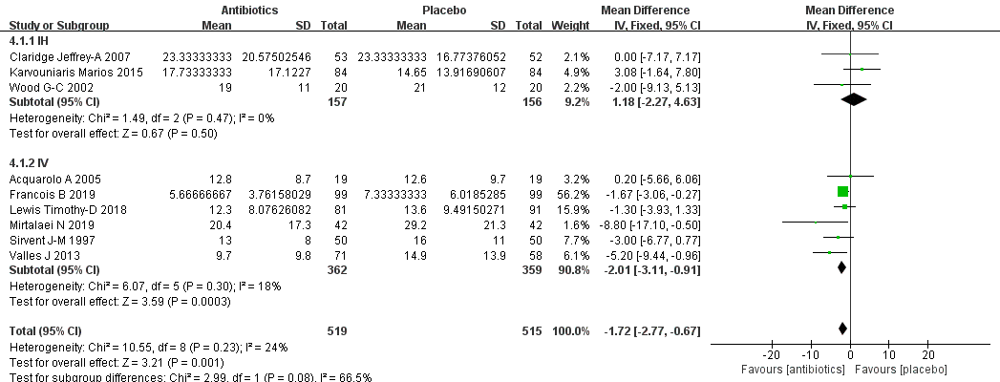 Antibiotics Placebo Mean Difference Mean Difference
Study or Subgroup Mean SD Total Mean SD Total Weight IV, Fixed, 95% CI IV, Fixed, 95% CI
4.1.1 IH
Claridge Jeffrey-A 2007 23.33333333 20.57502546 53 23.33333333 16.77376052 52 2.1% 0.00 [-7.17, 7.17]
Karvouniaris Marios 2015 17.73333333 17.1227 84 14.65 13.91690607 84 4.9% 3.08 [-1.64, 7.80]
Wood G-C 2002 19 11 20 21 12 20 2.2% -2.00 [-9.13, 5.13]
Subtotal (95% CI) 157 156 9.2% 1.18 [-2.27, 4.63]
Heterogeneity: Chi² = 1.49, df = 2 (P = 0.47); I² = 0%
Test for overall effect: Z = 0.67 (P = 0.50)
4.1.2 IV
Acquarolo A 2005 12.8 8.7 19 12.6 9.7 19 3.2% 0.20 [-5.66, 6.06]
Francois B 2019 5.66666667 3.76158029 99 7.33333333 6.0185285 99 56.2% -1.67 [-3.06, -0.27]
Lewis Timothy-D 2018 12.3 8.07626082 81 13.6 9.49150271 91 15.9% -1.30 [-3.93, 1.33]
Mirtalaei N 2019 20.4 17.3 42 29.2 21.3 42 1.6% -8.80 [-17.10, -0.50]
Sirvent J-M 1997 13 8 50 16 11 50 7.7% -3.00 [-6.77, 0.77]
Valles J 2013 9.7 9.8 71 14.9 13.9 58 6.1% -5.20 [-9.44, -0.96]
Subtotal (95% CI) 362 359 90.8% -2.01 [-3.11, -0.91]
Heterogeneity: Chi² = 6.07, df = 5 (P = 0.30); I² = 18%
Test for overall effect: Z = 3.59 (P = 0.0003)
Total (95% CI) 519 515 100.0% -1.72 [-2.77, -0.67]
Heterogeneity: Chi² = 10.55, df = 8 (P = 0.23); I² = 24%
Test for overall effect: Z = 3.21 (P = 0.001)
Test for subgroup differences: Chi² = 2.99, df = 1 (P = 0.08), I² = 66.5%
-20 -10 0 10 20
Favours [antibiotics] Favours [placebo]